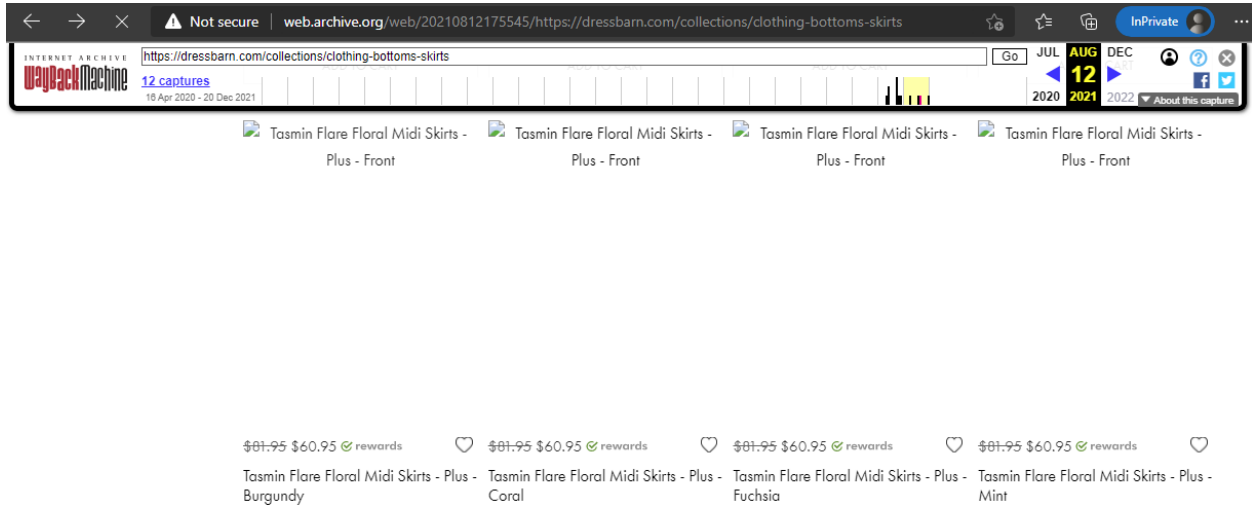 Not secure | web.archive.org/web/20210812175545/https://dressbarn.com/collections/clothing-bottoms-skirts InPrivate ...
INTERNET ARCHIVE
WayBackMachine
https://dressbarn.com/collections/clothing-bottoms-skirts Go
12 captures
16 Apr 2020 - 20 Dec 2021
JUL AUG DEC
12
2020 2021 2022
About this capture
Tasmin Flare Floral Midi Skirts - Tasmin Flare Floral Midi Skirts - Tasmin Flare Floral Midi Skirts - Tasmin Flare Floral Midi Skirts -
Plus - Front Plus - Front Plus - Front Plus - Front
$81.95 $60.95 rewards $81.95 $60.95 rewards $81.95 $60.95 rewards $81.95 $60.95 rewards
Tasmin Flare Floral Midi Skirts - Plus - Tasmin Flare Floral Midi Skirts - Plus - Tasmin Flare Floral Midi Skirts - Plus - Tasmin Flare Floral Midi Skirts - Plus -
Burgundy Coral Fuchsia Mint